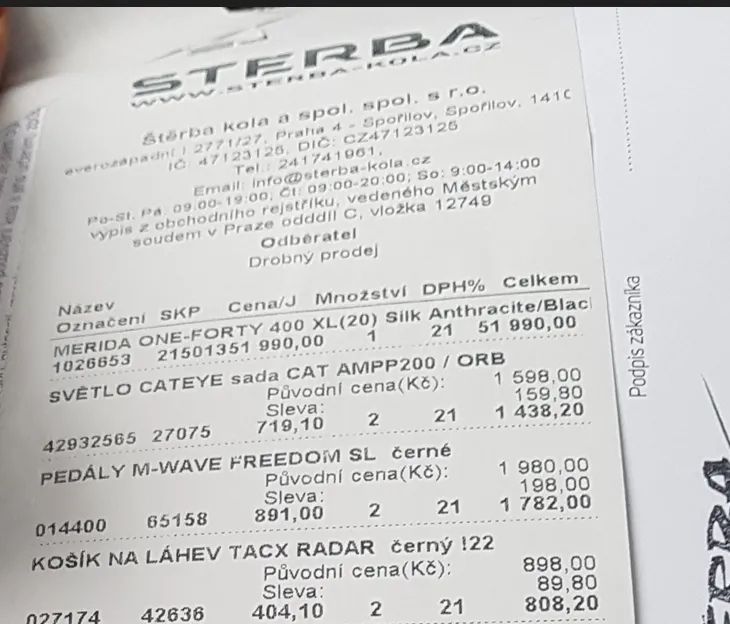 STERBA
WWW.STERBA-KOLA.CZ
Štěrba kola a spol. spol. s r.o.
averozápadní I 2771/27, Praha 4 - Spořilov, Spořilov, 1410
IČ: 47123125, DIČ: CZ47123125
Tel.: 241741961,
Email: info@sterba-kola.cz
Po-St, Pá: 09:00-19:00; Čt: 09:00-20:00; So: 9:00-14:00
výpis z obchodního rejstříku, vedeného Městským
soudem v Praze odddíl C, vložka 12749
Odběratel
Drobný prodej
Název
Označení SKP Cena/J Množství DPH% Celkem
MERIDA ONE-FORTY 400 XL(20) Silk Anthracite/Blac
1026653 21501351 990,00 1 21 51 990,00
SVĚTLO CATEYE sada CAT AMPP200 / ORB
Původní cena(Kč): 1 598,00
Sleva: 159,80
42932565 27075 719,10 2 21 1 438,20
PEDÁLY M-WAVE FREEDOM SL černé
Původní cena(Kč): 1 980,00
Sleva: 198,00
014400 65158 891,00 2 21 1 782,00
KOŠÍK NA LÁHEV TACX RADAR černý !22
Původní cena(Kč): 898,00
Sleva: 89,80
027174 42636 404,10 2 21 808,20
Podpis zákazníka